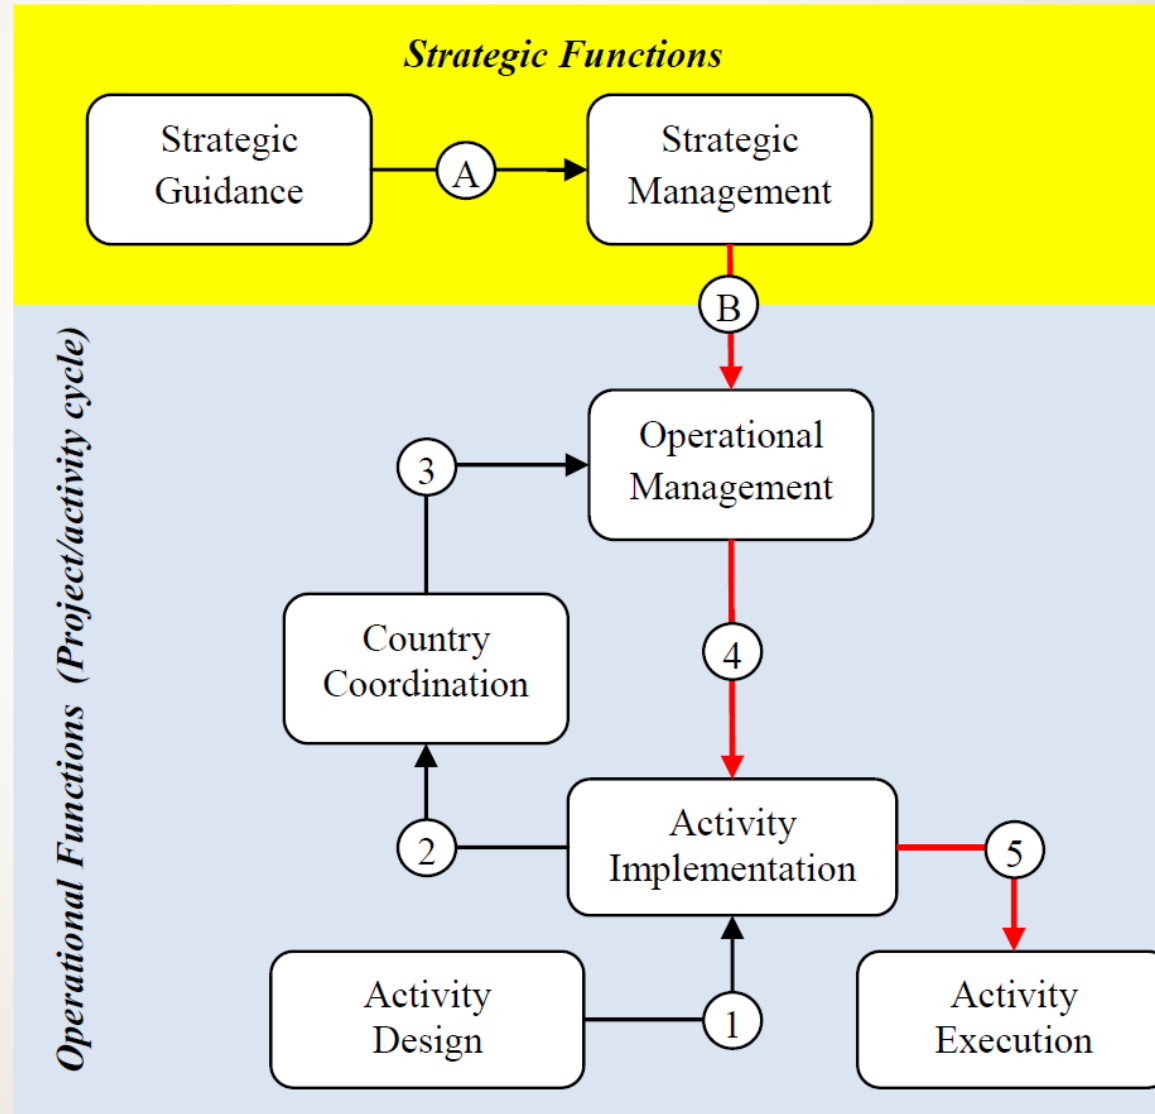 Strategic Functions
Strategic
Guidance
A
Strategic
Management
B
Operational Functions (Project/activity cycle)
Operational
Management
3
Country
Coordination
4
2
Activity
Implementation
5
Activity
Design
1
Activity
Execution